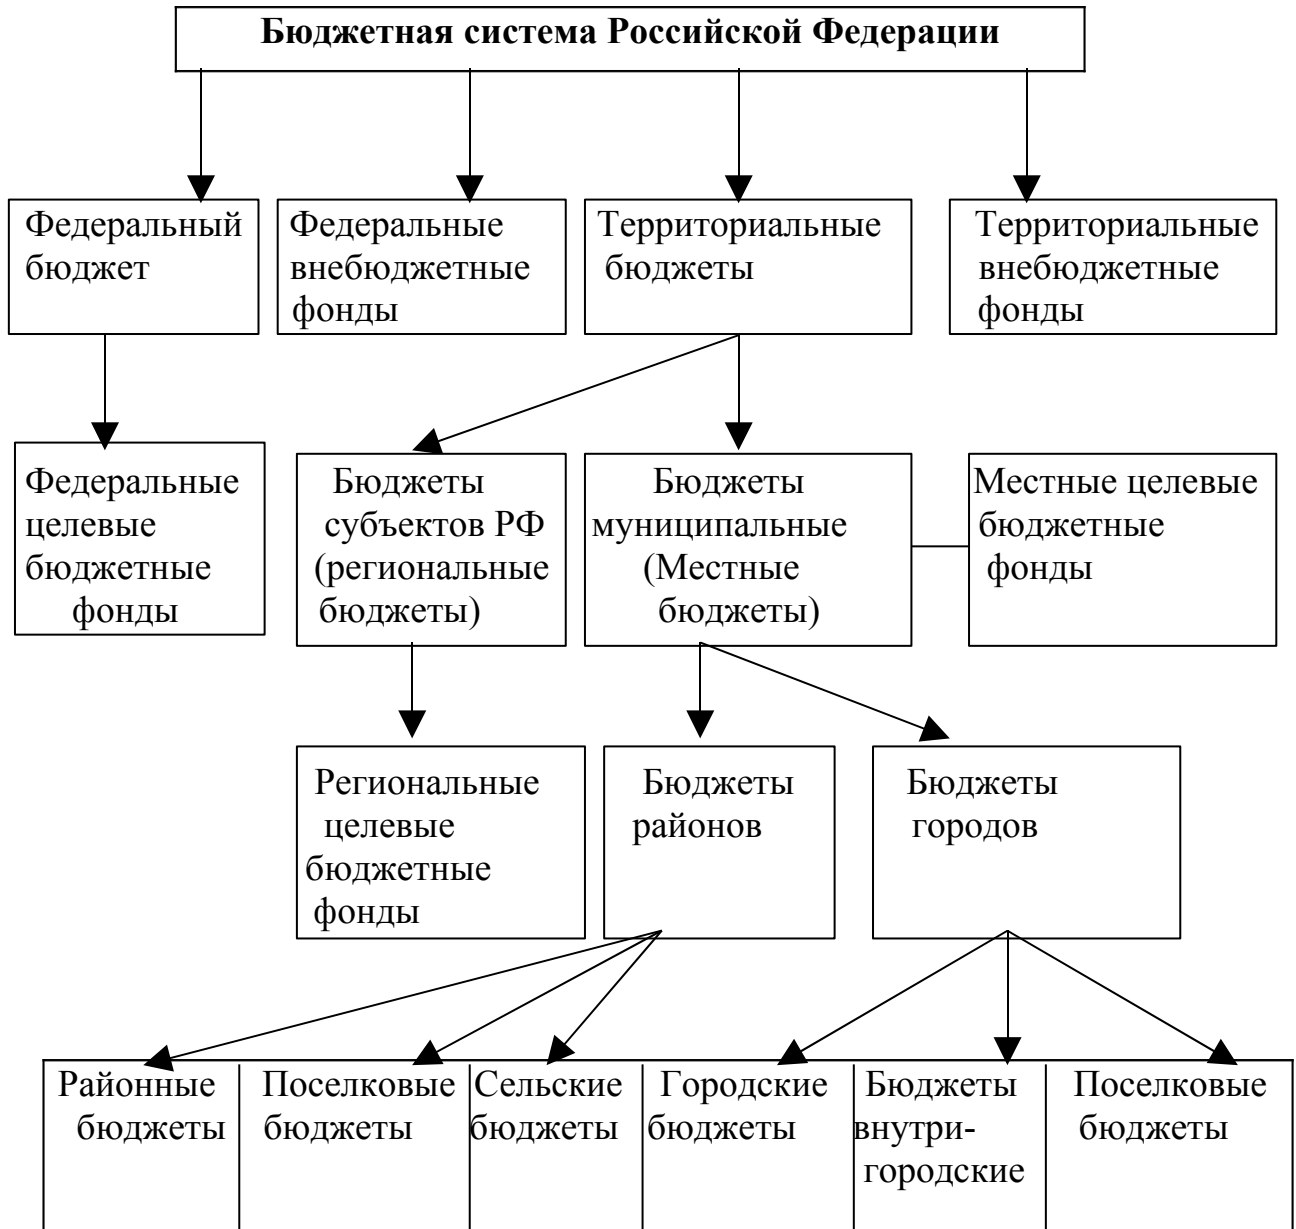 Бюджетная система Российской Федерации
Федеральный
бюджет
Федеральные
внебюджетные
фонды
Территориальные
бюджеты
Территориальные
внебюджетные
фонды
Федеральные
целевые
бюджетные
фонды
Бюджеты
субъектов РФ
(региональные
бюджеты)
Бюджеты
муниципальные
(Местные
бюджеты)
Местные целевые
бюджетные
фонды
Региональные
целевые
бюджетные
фонды
Бюджеты
районов
Бюджеты
городов
Районные
бюджеты
Поселковые
бюджеты
Сельские
бюджеты
Городские
бюджеты
Бюджеты
внутри-
городские
Поселковые
бюджеты